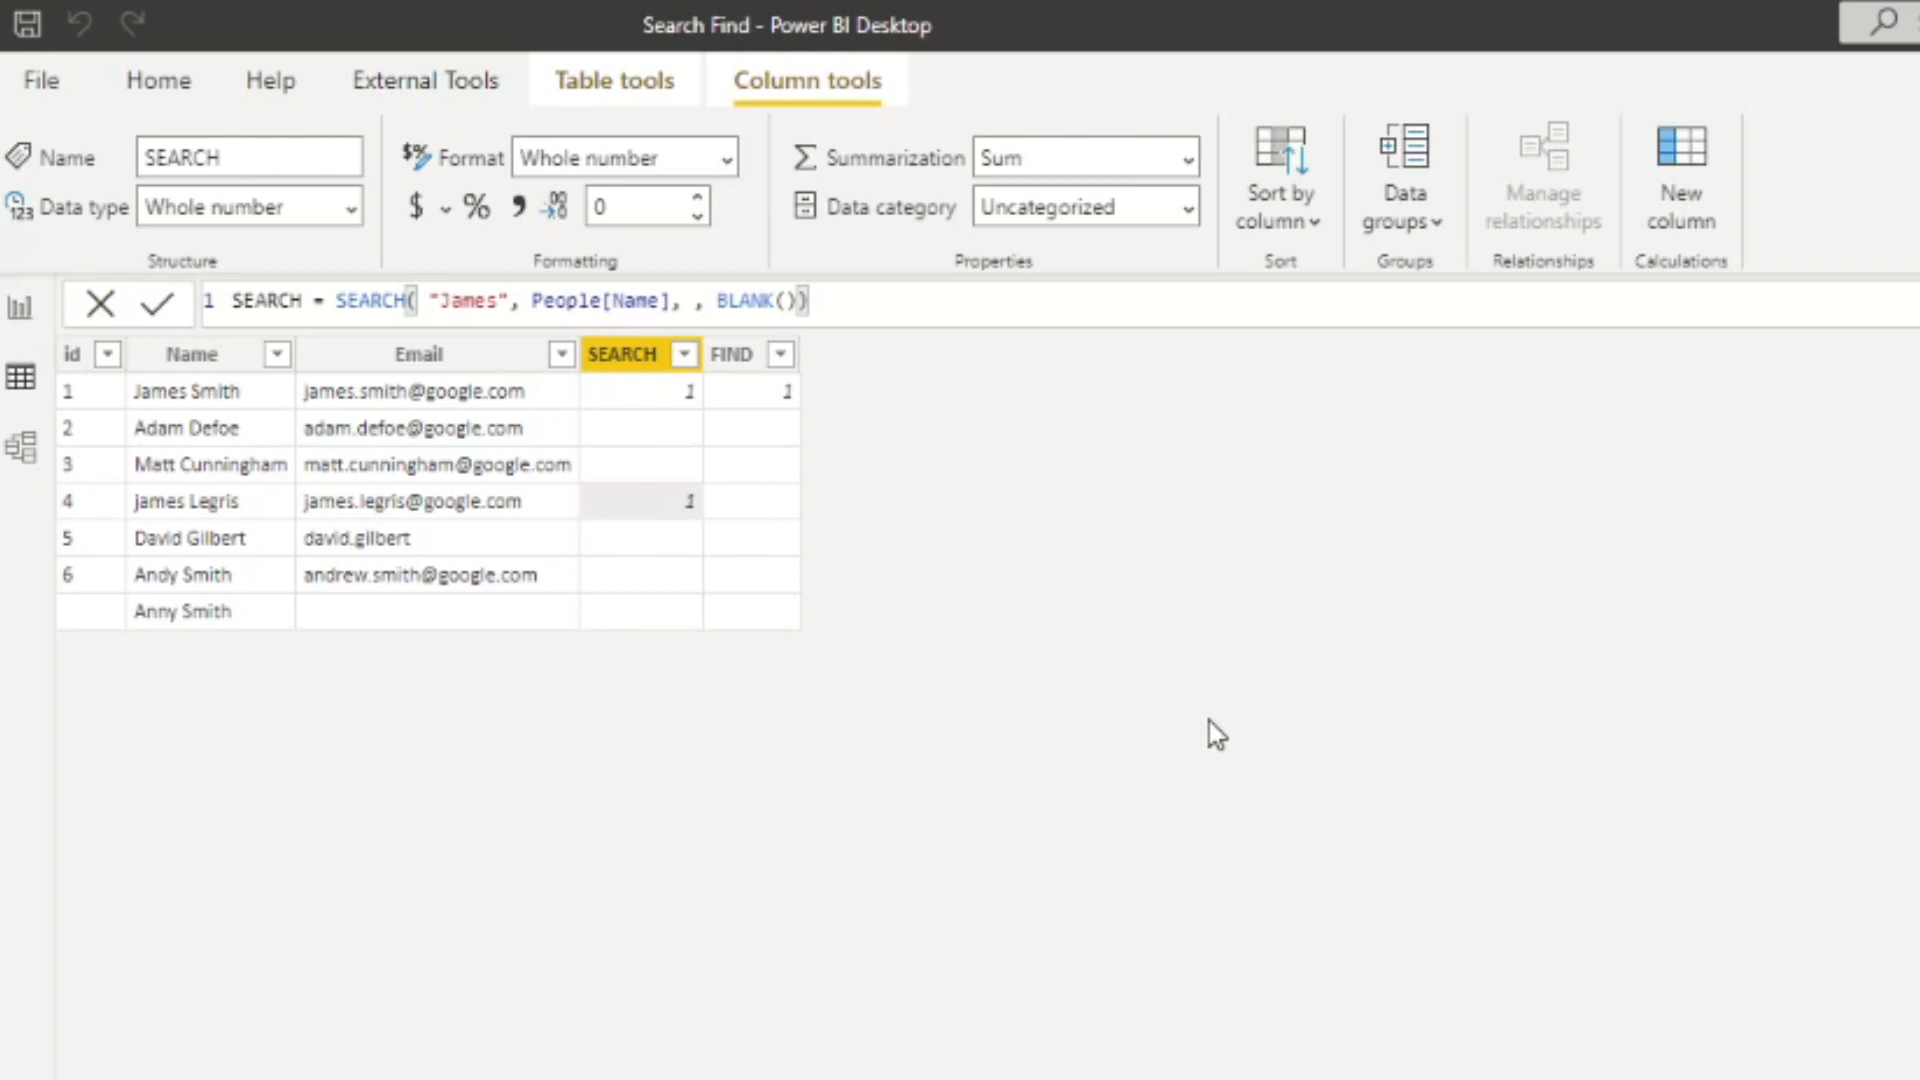 Search Find - Power BI Desktop
File Home Help External Tools Table tools Column tools
Name SEARCH $% Format Whole number Summarization Sum
Data type Whole number $ % , .00 0 Data category Uncategorized
Sort by column
Data groups
Manage relationships
New column
Structure Formatting Properties Sort Groups Relationships Calculations
1 SEARCH = SEARCH( "James", People[Name], , BLANK())
id Name Email SEARCH FIND
1 James Smith james.smith@google.com 1 1
2 Adam Defoe adam.defoe@google.com
3 Matt Cunningham matt.cunningham@google.com
4 james Legris james.legris@google.com 1
5 David Gilbert david.gilbert
6 Andy Smith andrew.smith@google.com
Anny Smith